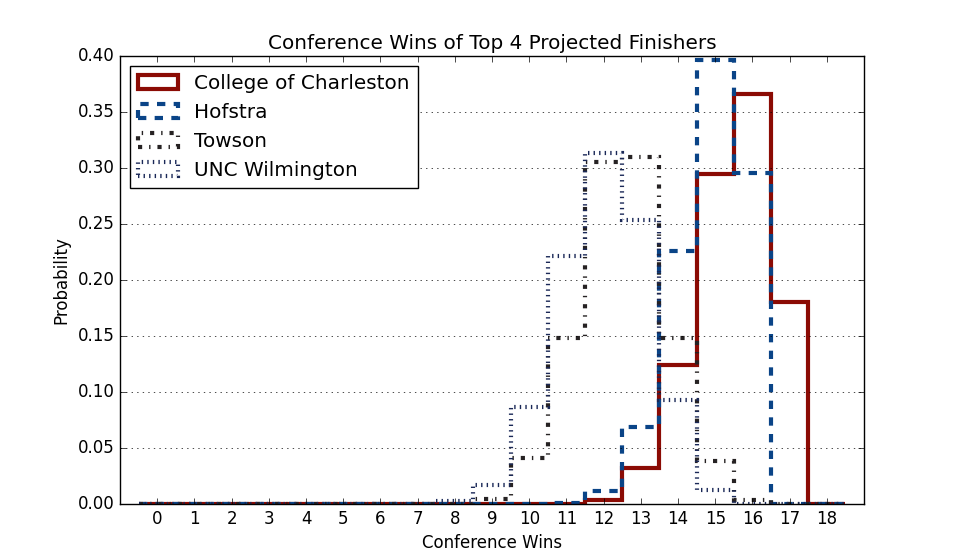 Conference Wins of Top 4 Projected Finishers
College of Charleston
Hofstra
Towson
UNC Wilmington
0.40
0.35
0.30
0.25
0.20
0.15
0.10
0.05
0.00
Probability
0 1 2 3 4 5 6 7 8 9 10 11 12 13 14 15 16 17 18
Conference Wins